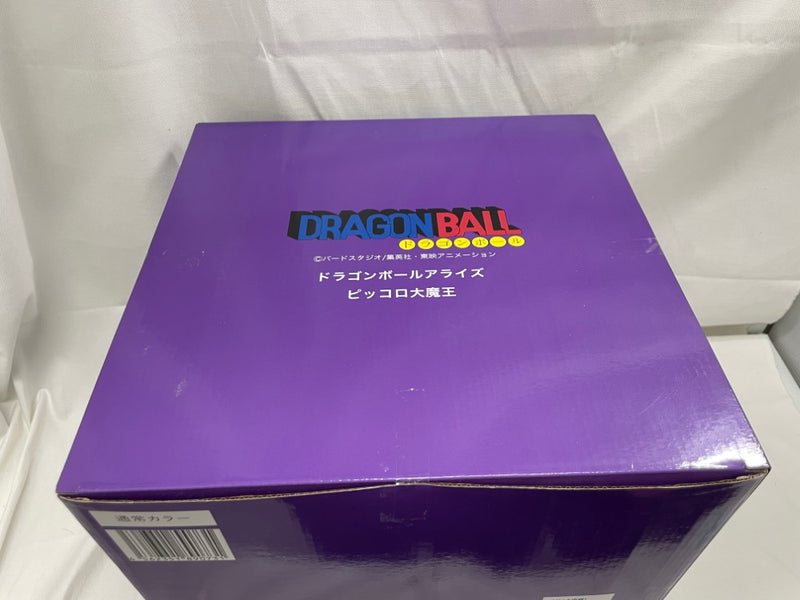 DRAGON BALL
ドラゴンボール
©バードスタジオ/集英社・東映アニメーション
ドラゴンボールアライズ
ピッコロ大魔王
通常カラー